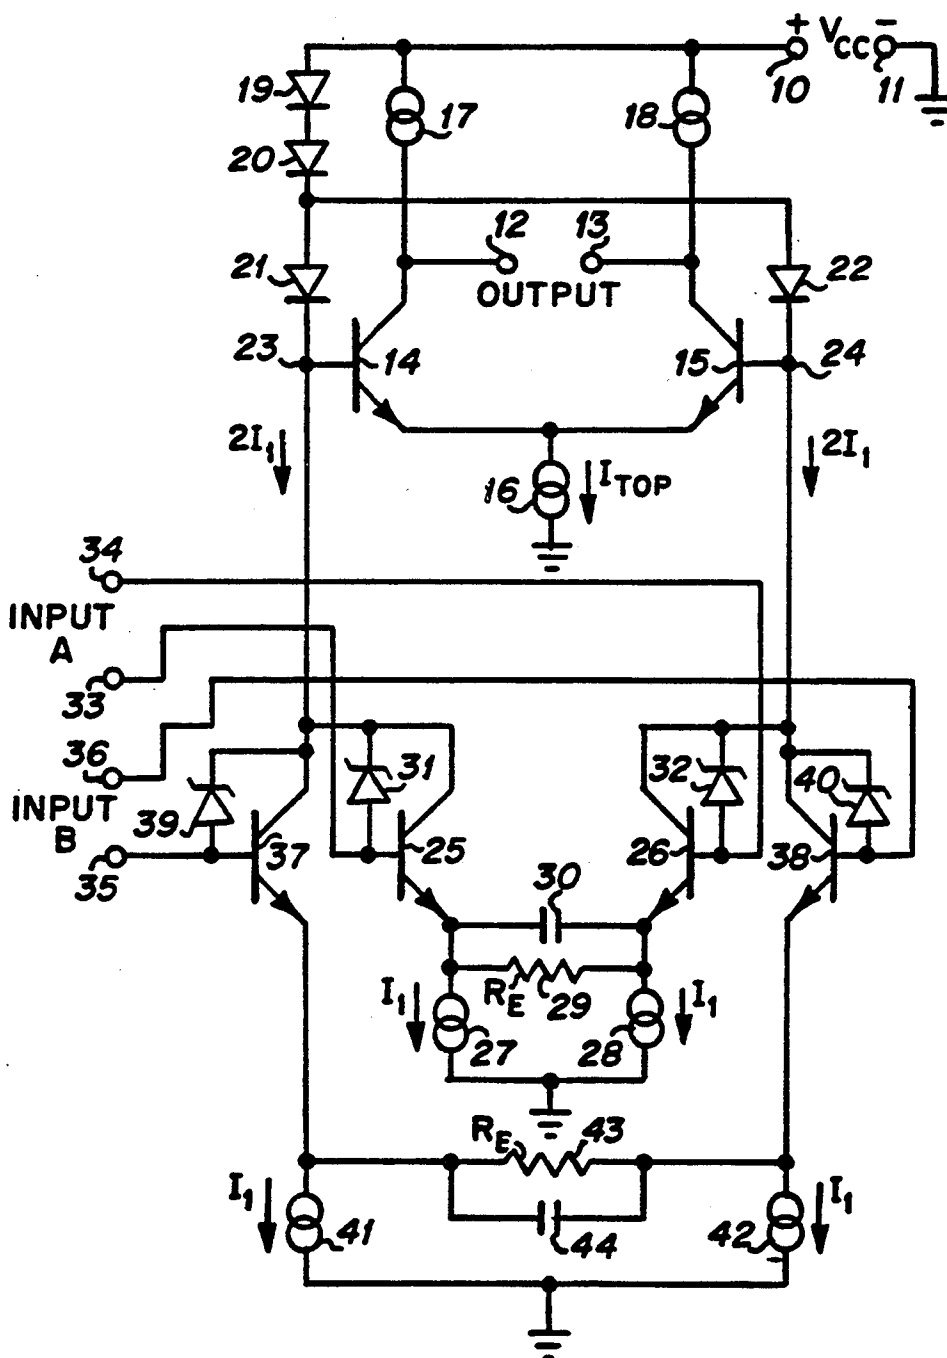 + VCC −
19 17 18 10 11
20
12 13
21 22
OUTPUT
23 14 15 24
2I1 2I1
16 ITOP
34
INPUT
A
33
36
INPUT
B
35
31 32 40
39 37 25 26 38
30
I1 RE 29 I1
27 28
RE 43
I1 41 44 42 I1